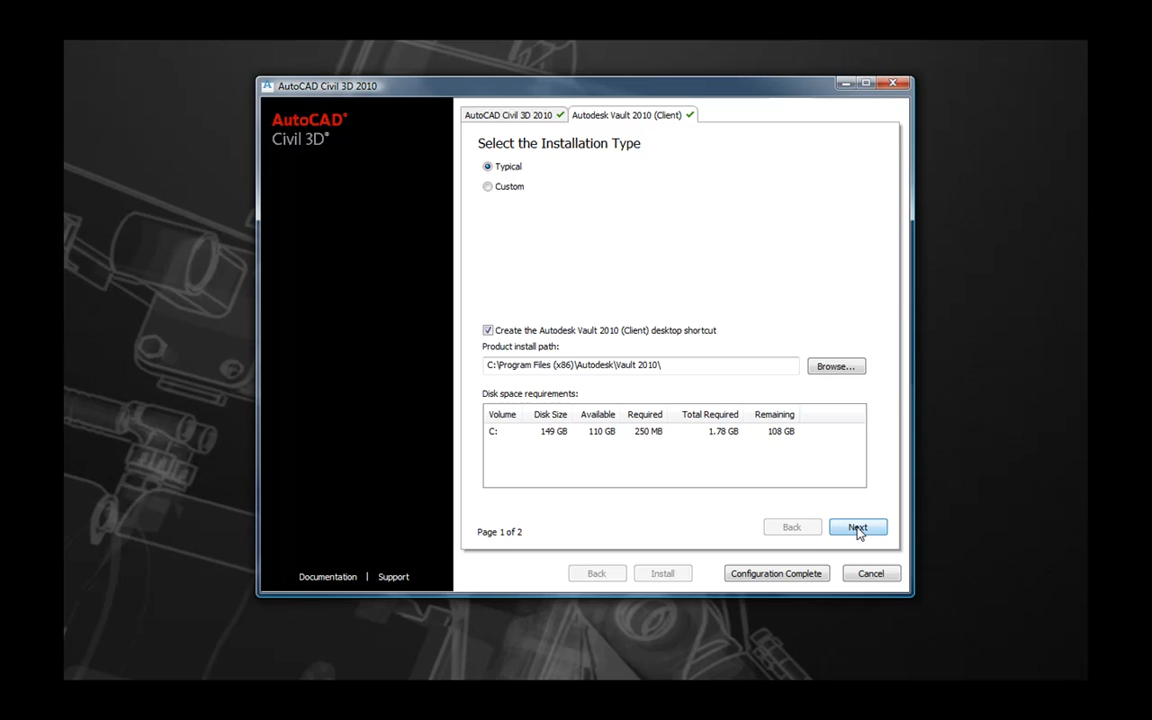 AutoCAD Civil 3D 2010
AutoCAD®
Civil 3D®
AutoCAD Civil 3D 2010
Autodesk Vault 2010 (Client)
Select the Installation Type
Typical
Custom
Create the Autodesk Vault 2010 (Client) desktop shortcut
Product install path:
C:\Program Files (x86)\Autodesk\Vault 2010\
Browse...
Disk space requirements:
Volume Disk Size Available Required Total Required Remaining
C: 149 GB 110 GB 250 MB 1.78 GB 108 GB
Page 1 of 2
Back
Next
Documentation | Support
Back
Install
Configuration Complete
Cancel